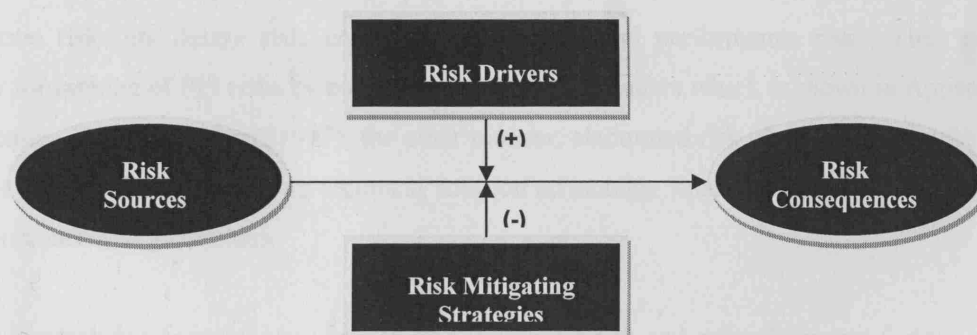 Risk Drivers
(+)
Risk
Sources
Risk
Consequences
(-)
Risk Mitigating
Strategies